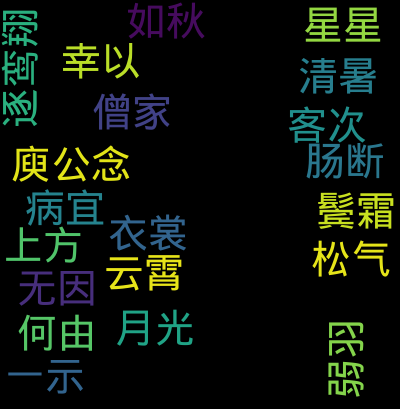 如秋
星星
逐鸾翔
幸以
清暑
僧家
客次
肠断
庾公念
病宜
鬓霜
衣裳
上方
松气
云霄
无因
何由
月光
弱羽
一示